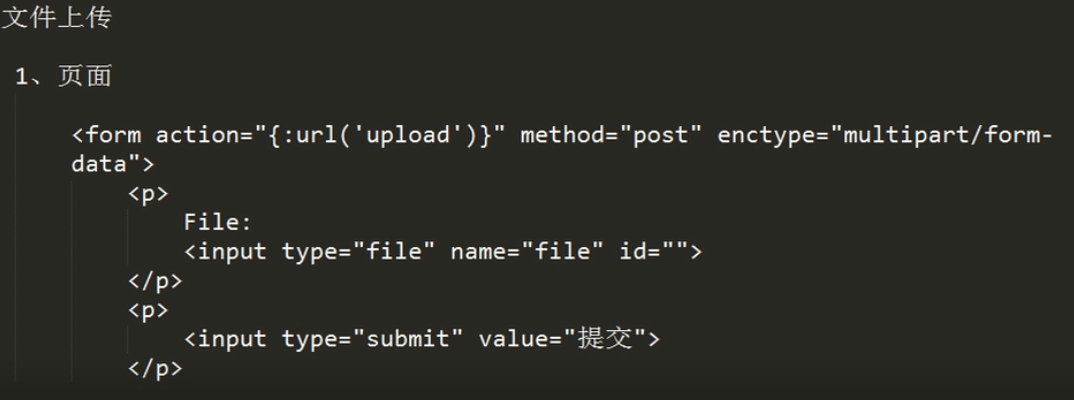 文件上传
1、页面
<form action="{:url('upload')}" method="post" enctype="multipart/form-
data">
<p>
File:
<input type="file" name="file" id="">
</p>
<p>
<input type="submit" value="提交">
</p>